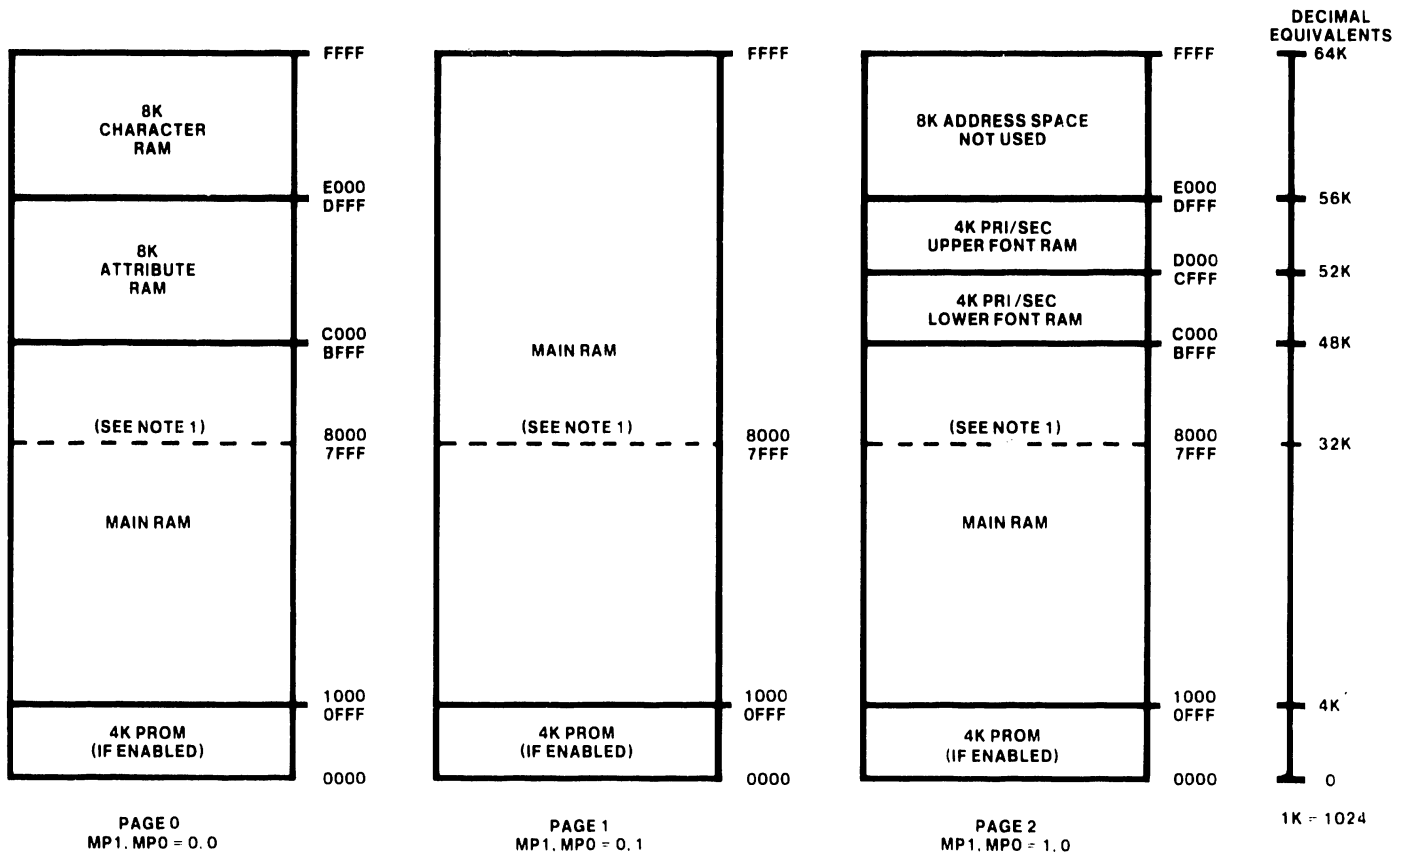 FFFF
8K
CHARACTER
RAM
E000
DFFF
8K
ATTRIBUTE
RAM
C000
BFFF
(SEE NOTE 1)
8000
7FFF
MAIN RAM
1000
0FFF
4K PROM
(IF ENABLED)
0000
PAGE 0
MP1, MP0 = 0, 0
FFFF
MAIN RAM
(SEE NOTE 1)
8000
7FFF
1000
0FFF
4K PROM
(IF ENABLED)
0000
PAGE 1
MP1, MP0 = 0, 1
FFFF
8K ADDRESS SPACE
NOT USED
E000
DFFF
4K PRI/SEC
UPPER FONT RAM
D000
CFFF
4K PRI/SEC
LOWER FONT RAM
C000
BFFF
(SEE NOTE 1)
8000
7FFF
MAIN RAM
1000
0FFF
4K PROM
(IF ENABLED)
0000
PAGE 2
MP1, MP0 = 1, 0
DECIMAL
EQUIVALENTS
64K
56K
52K
48K
32K
4K
0
1K = 1024